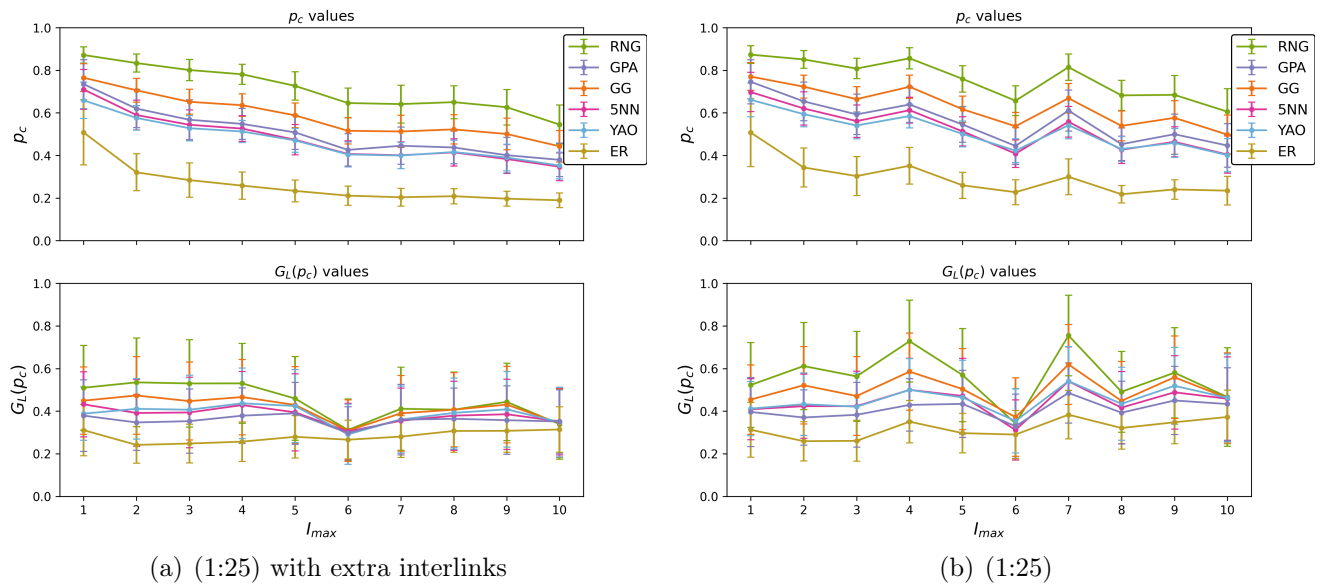 p_c values
1.0
0.8
0.6
0.4
0.2
0.0
p_c
RNG
GPA
GG
5NN
YAO
ER
G_L(p_c) values
1.0
0.8
0.6
0.4
0.2
0.0
G_L(p_c)
1 2 3 4 5 6 7 8 9 10
I_max
(a) (1:25) with extra interlinks
p_c values
1.0
0.8
0.6
0.4
0.2
0.0
p_c
RNG
GPA
GG
5NN
YAO
ER
G_L(p_c) values
1.0
0.8
0.6
0.4
0.2
0.0
G_L(p_c)
1 2 3 4 5 6 7 8 9 10
I_max
(b) (1:25)